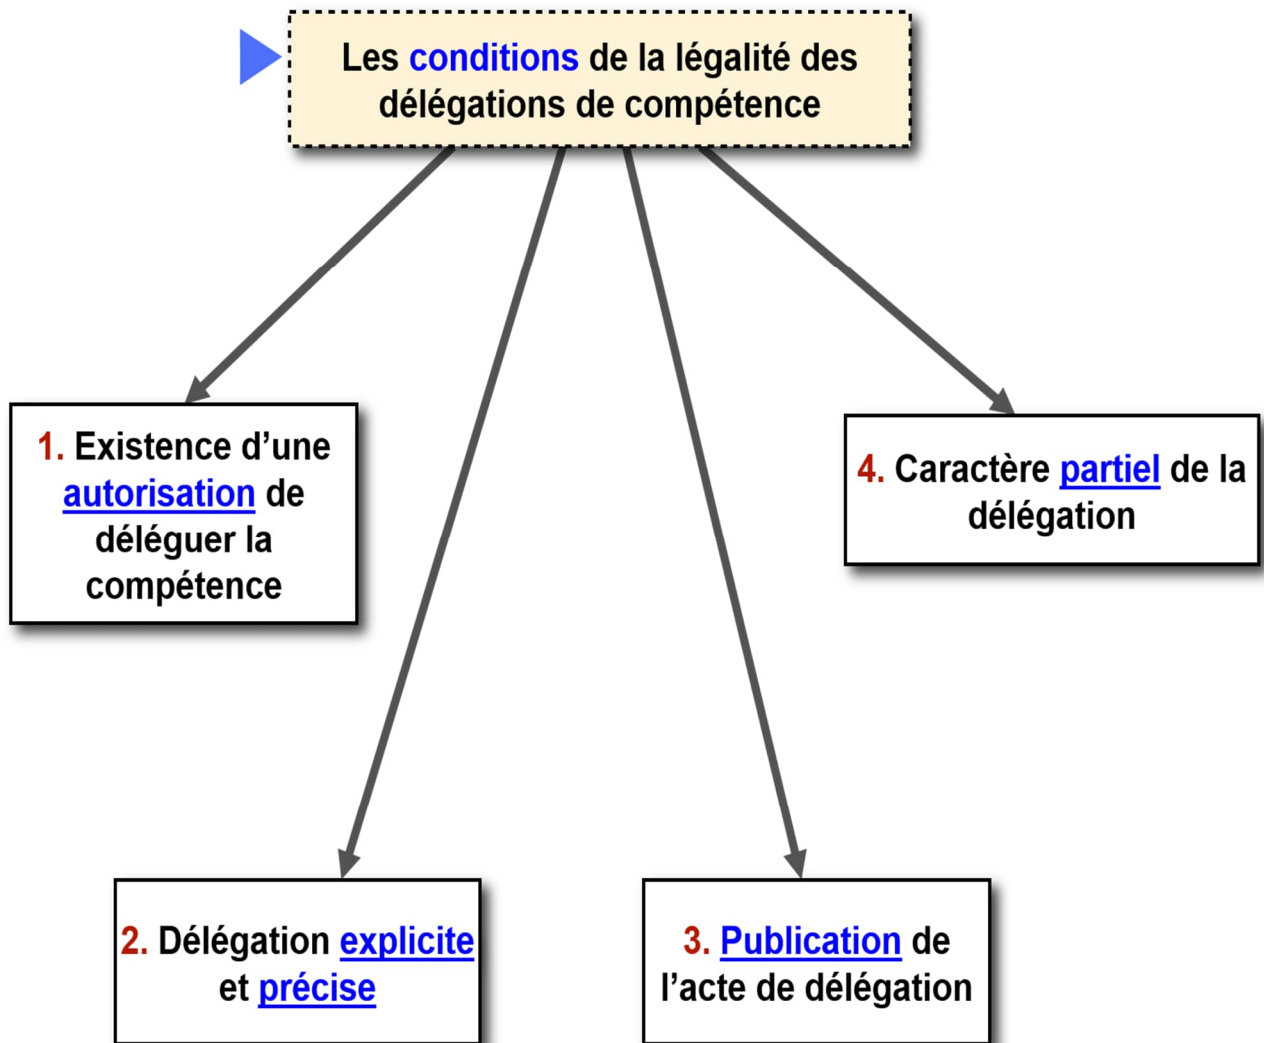 Les conditions de la légalité des
délégations de compétence
1. Existence d’une
autorisation de
déléguer la
compétence
4. Caractère partiel de la
délégation
2. Délégation explicite
et précise
3. Publication de
l’acte de délégation